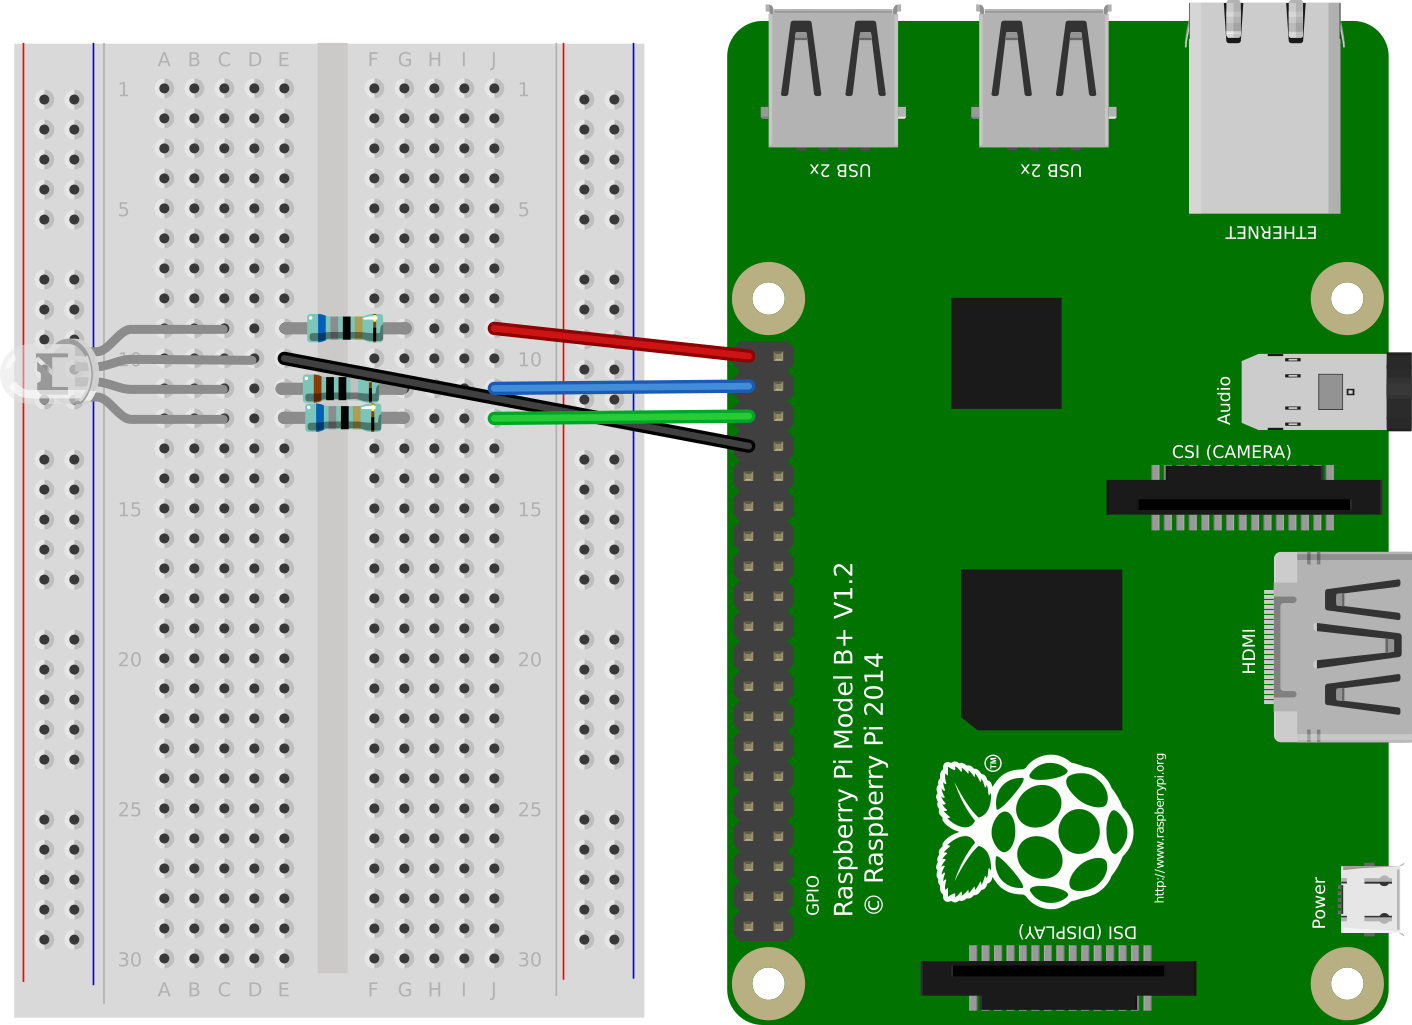 A B C D E F G H I J
1 1
5 5
10 10
15 15
20 20
25 25
30 30
A B C D E F G H I J
USB 2x
USB 2x
ETHERNET
Audio
CSI (CAMERA)
HDMI
Raspberry Pi Model B+ V1.2
© Raspberry Pi 2014
GPIO
TM
http://www.raspberrypi.org
Power
DSI (DISPLAY)